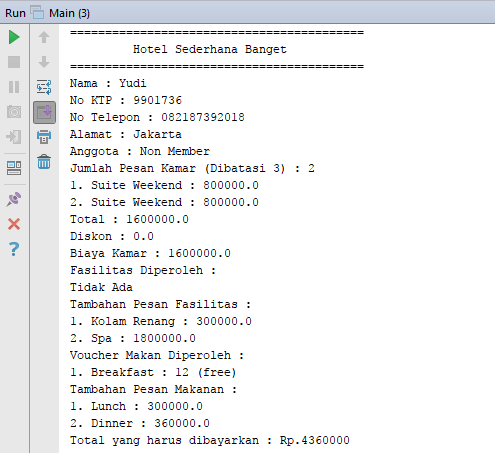 Run Main (3)
==========================================
Hotel Sederhana Banget
==========================================
Nama : Yudi
No KTP : 9901736
No Telepon : 082187392018
Alamat : Jakarta
Anggota : Non Member
Jumlah Pesan Kamar (Dibatasi 3) : 2
1. Suite Weekend : 800000.0
2. Suite Weekend : 800000.0
Total : 1600000.0
Diskon : 0.0
Biaya Kamar : 1600000.0
Fasilitas Diperoleh :
Tidak Ada
Tambahan Pesan Fasilitas :
1. Kolam Renang : 300000.0
2. Spa : 1800000.0
Voucher Makan Diperoleh :
1. Breakfast : 12 (free)
Tambahan Pesan Makanan :
1. Lunch : 300000.0
2. Dinner : 360000.0
Total yang harus dibayarkan : Rp.4360000